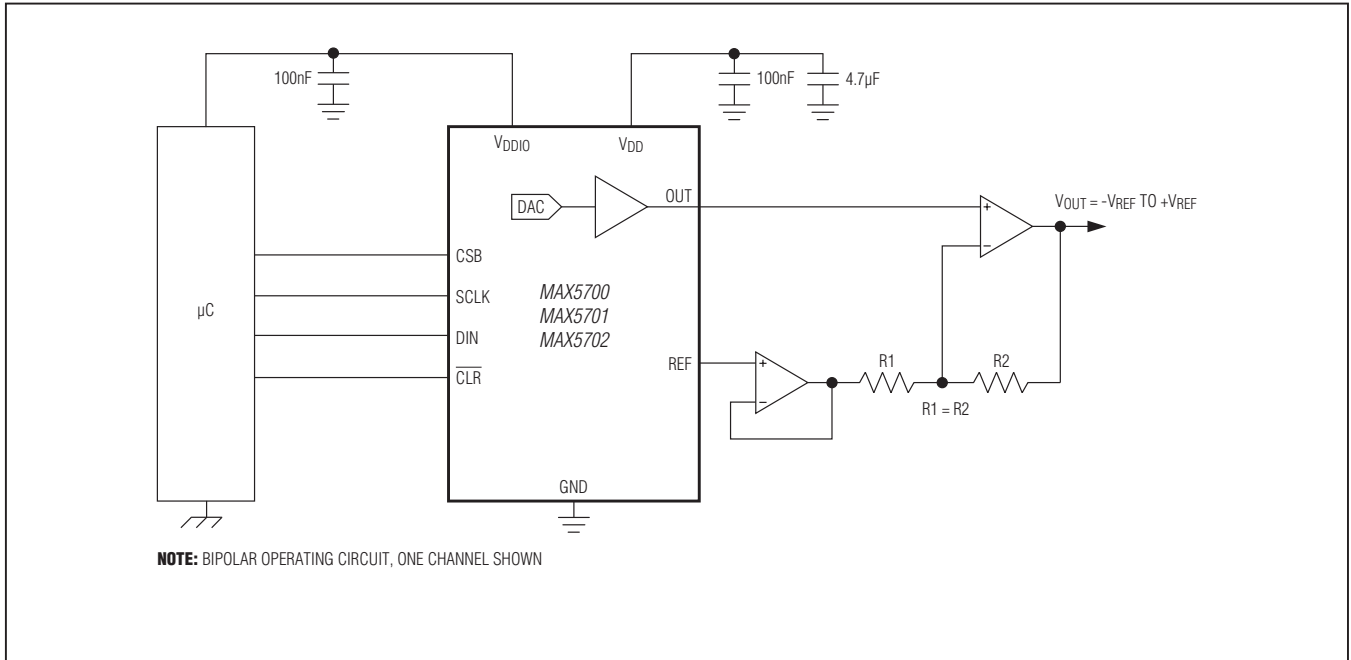 100nF
100nF
4.7µF
VDDIO
VDD
DAC
OUT
VOUT = -VREF TO +VREF
+
−
µC
CSB
SCLK
DIN
CLR
MAX5700
MAX5701
MAX5702
REF
+
−
R1
R2
R1 = R2
GND
NOTE: BIPOLAR OPERATING CIRCUIT, ONE CHANNEL SHOWN